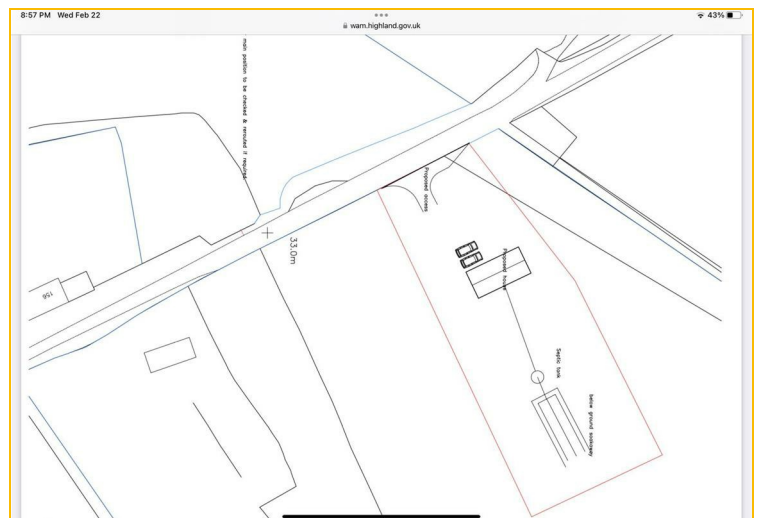 8:57 PM Wed Feb 22
wam.highland.gov.uk
43%
main position to be checked & rerouted if required
Proposed access
33.0m
Proposed house
156
Septic tank
below ground soakaway